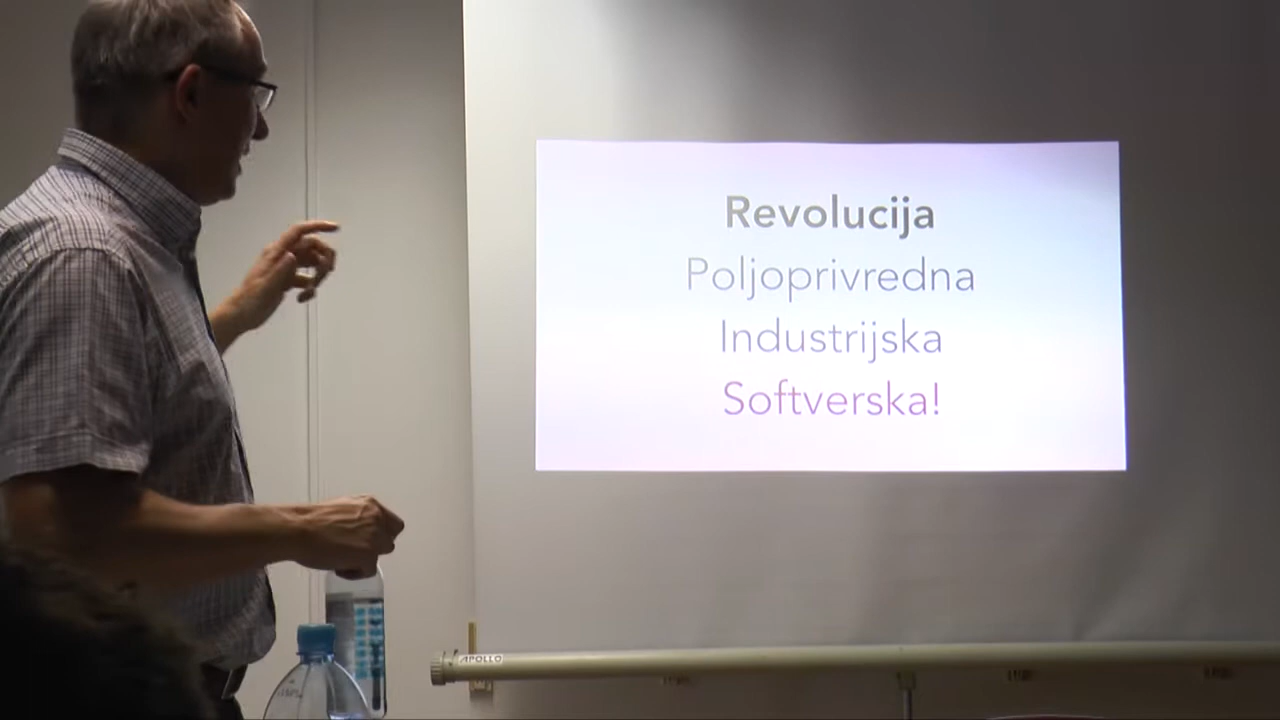 Revolucija
Poljoprivredna
Industrijska
Softverska!
APOLLO